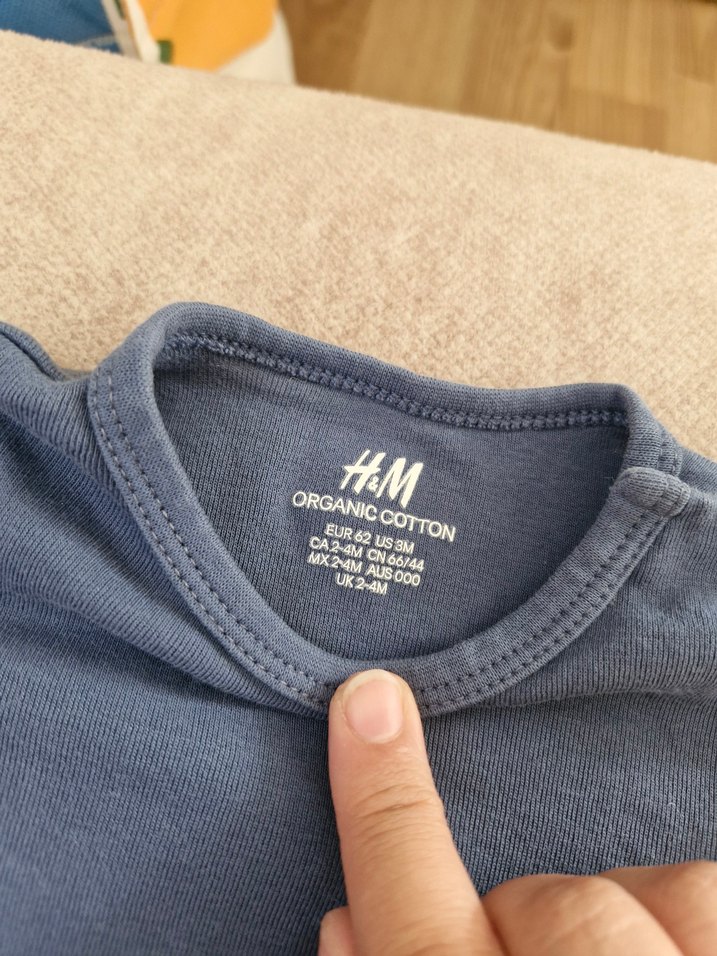 H&M
ORGANIC COTTON
EUR 62 US 3M
CA 2-4M CN 66/44
MX 2-4M AUS 000
UK 2-4M